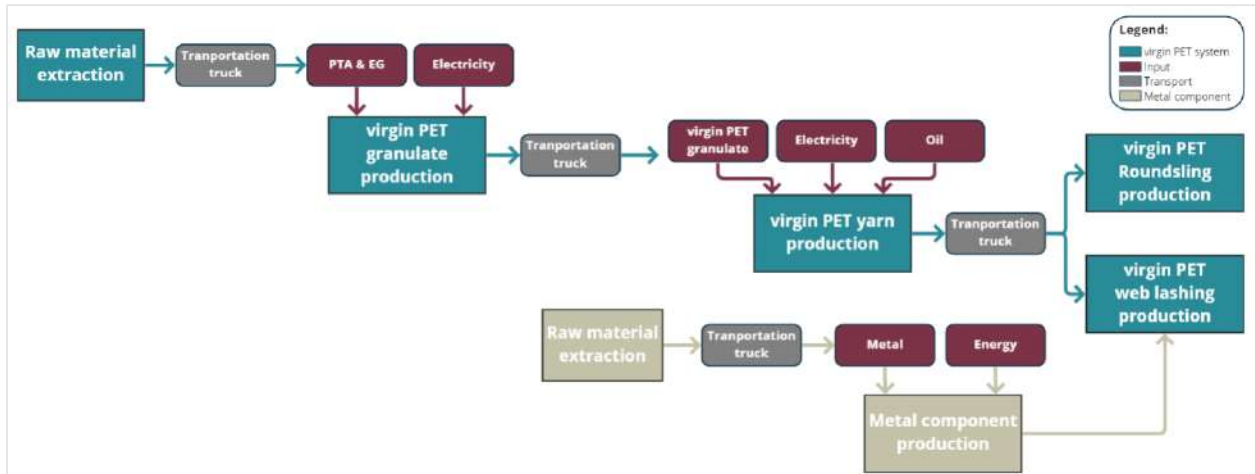 Raw material
extraction
Tranportation
truck
PTA & EG
Electricity
virgin PET
granulate
production
Tranportation
truck
virgin PET
granulate
Electricity
Oil
virgin PET yarn
production
Tranportation
truck
virgin PET
Roundsling
production
virgin PET
web lashing
production
Raw material
extraction
Tranportation
truck
Metal
Energy
Metal component
production
Legend:
virgin PET system
Input
Transport
Metal component